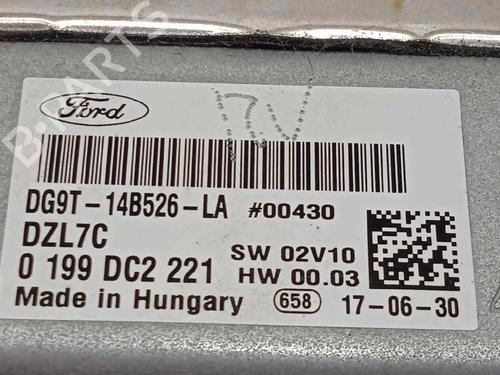 B-PARTS
Ford
DG9T-14B526-LA #00430
DZL7C
SW 02V10
0 199 DC2 221
HW 00.03
Made in Hungary
658
17-06-30